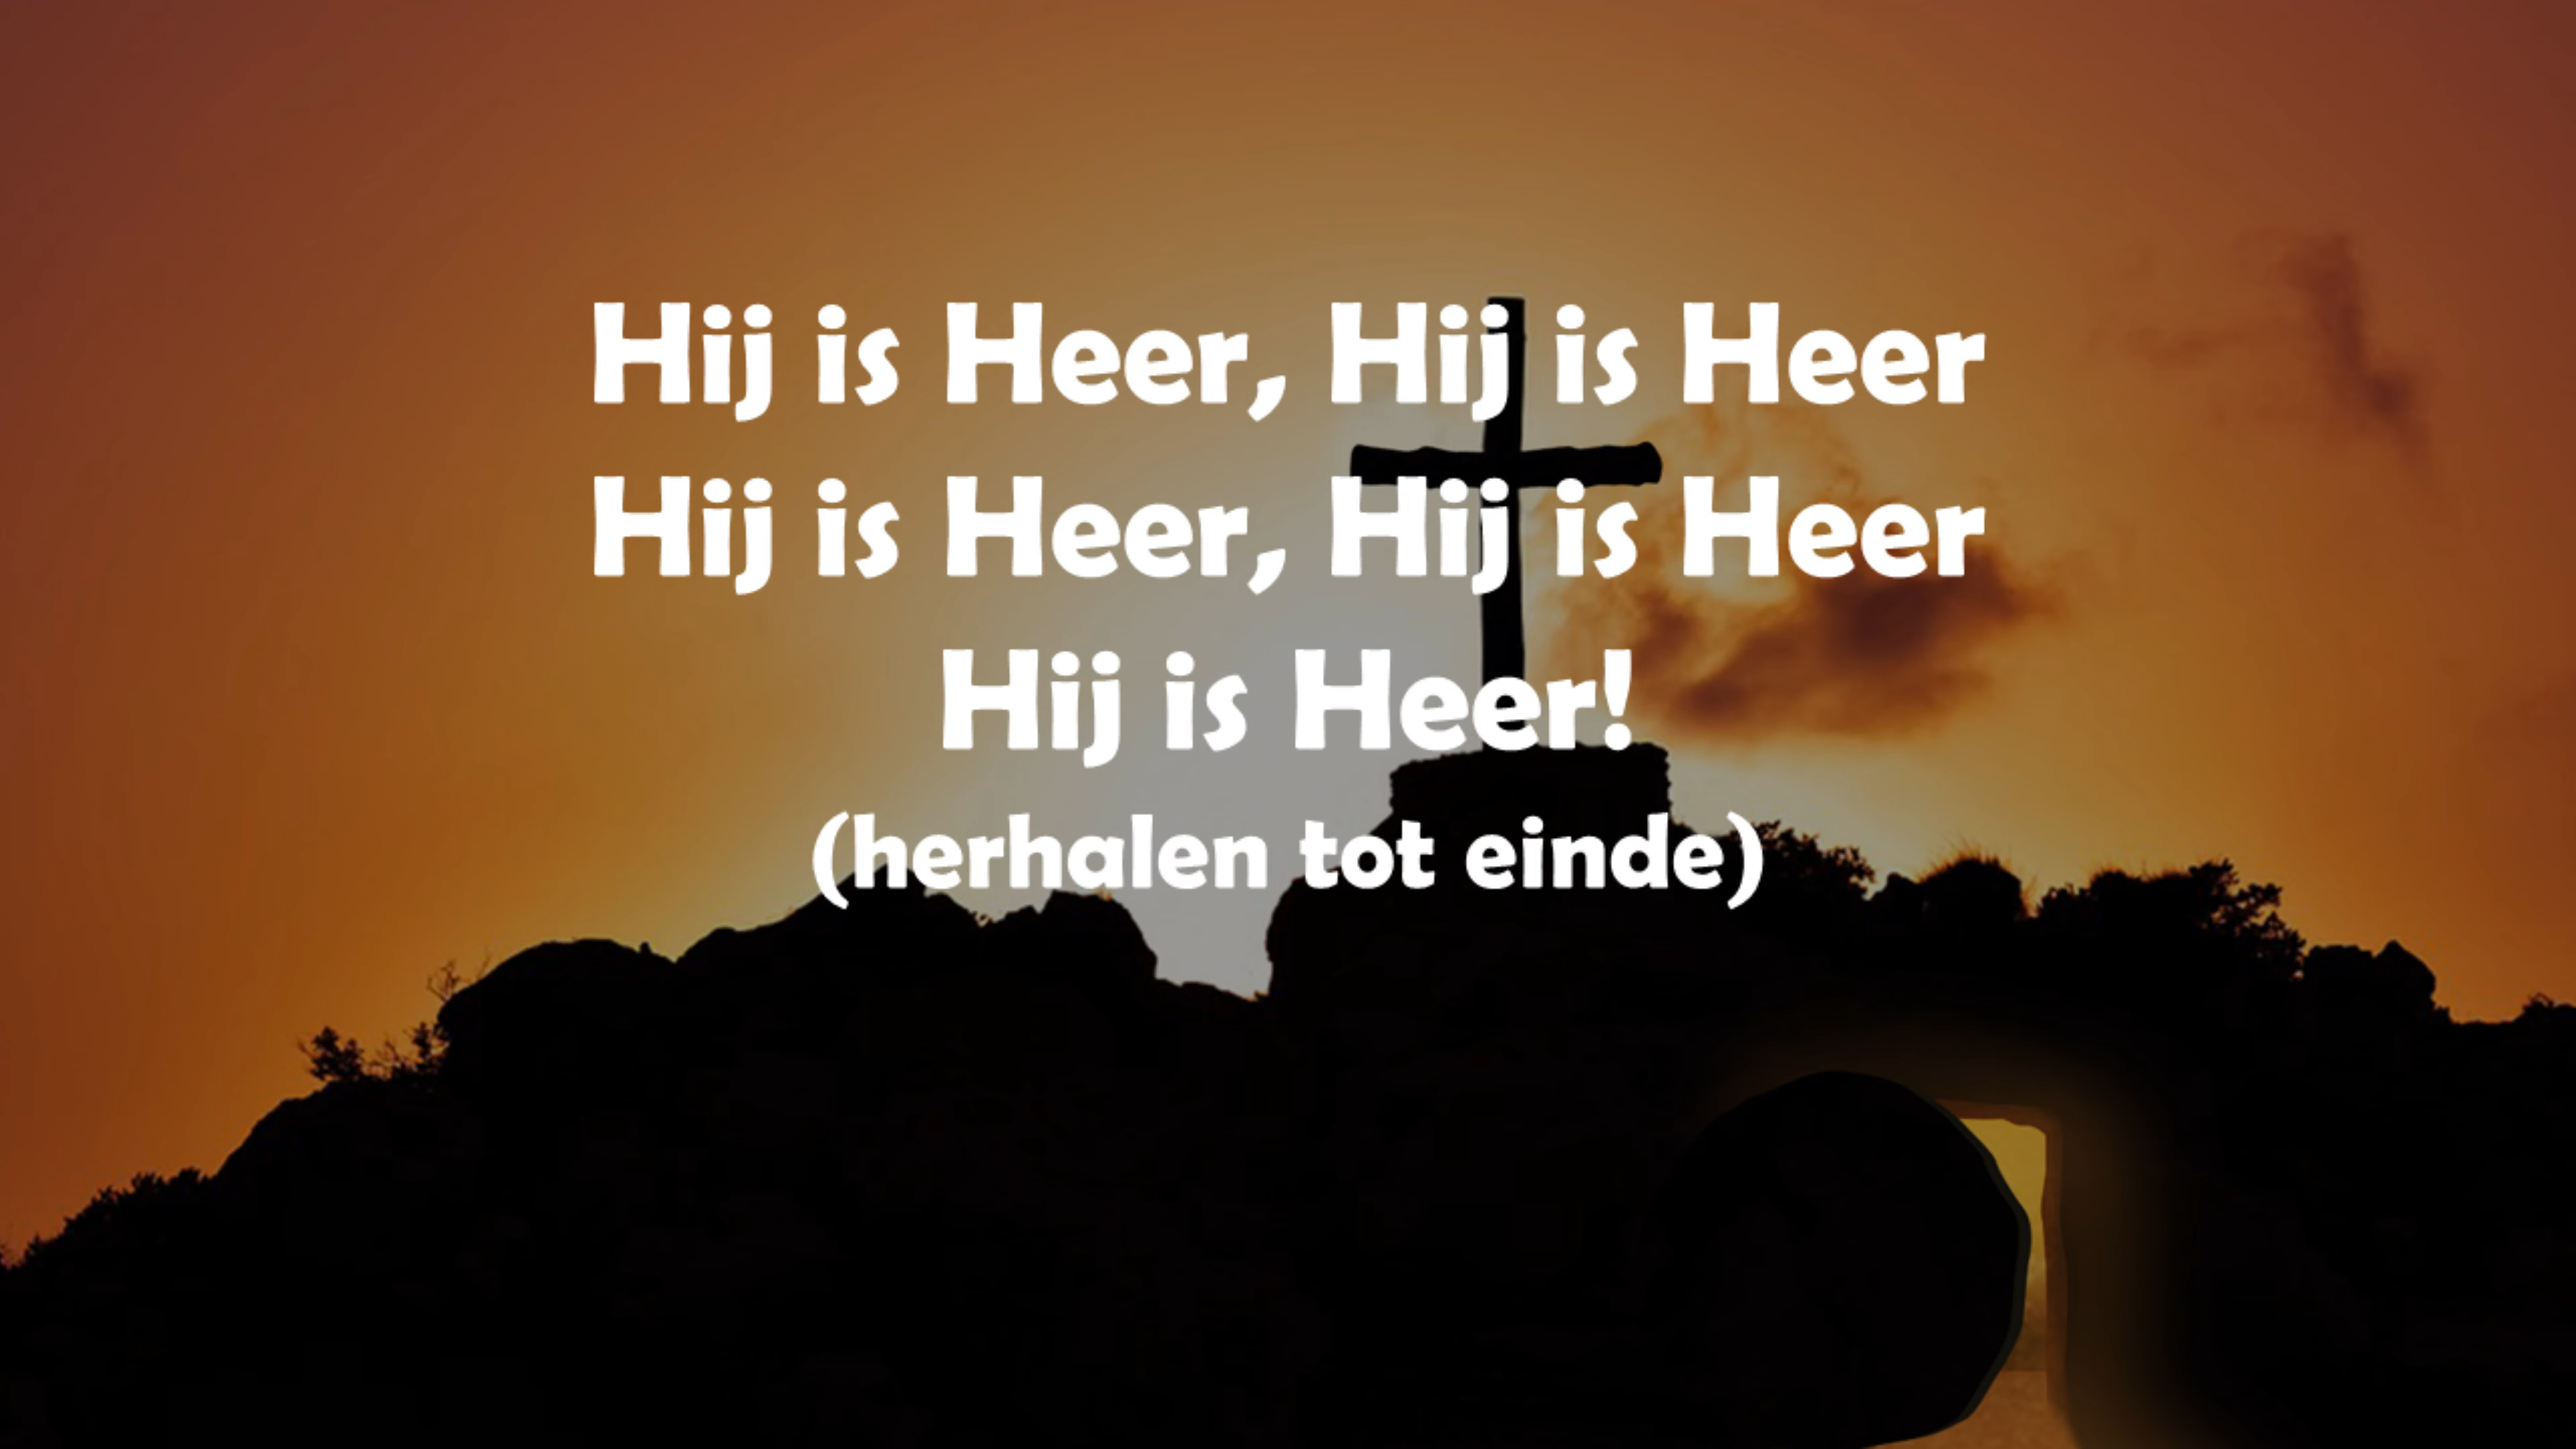 Hij is Heer, Hij is Heer
Hij is Heer, Hij is Heer
Hij is Heer!
(herhalen tot einde)